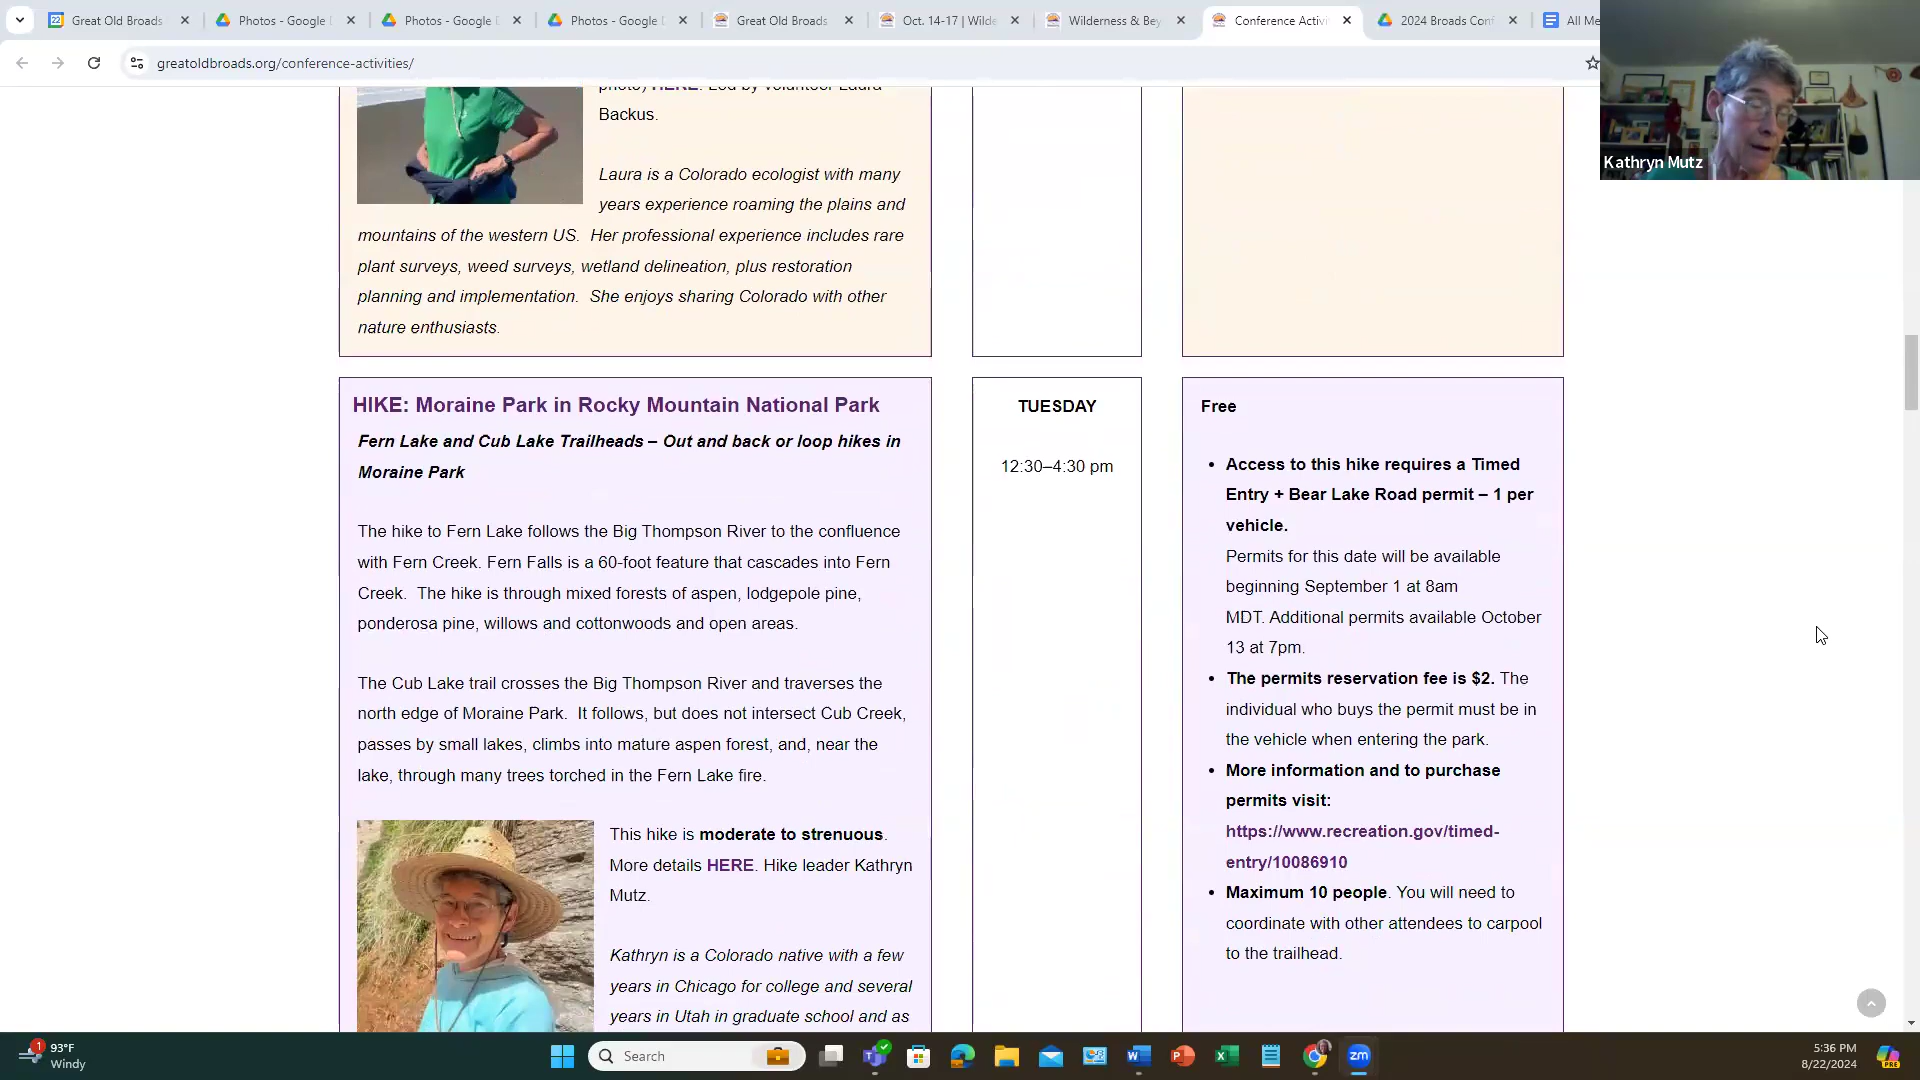 Great Old Broads
Photos - Google
Photos - Google
Photos - Google
Great Old Broads
Oct. 14-17 | Wilde
Wilderness & Bey
Conference Activi
2024 Broads Conf
All Me
greatoldbroads.org/conference-activities/
Kathryn Mutz
photo) HERE. Led by volunteer Laura
Backus.
Laura is a Colorado ecologist with many
years experience roaming the plains and
mountains of the western US. Her professional experience includes rare
plant surveys, weed surveys, wetland delineation, plus restoration
planning and implementation. She enjoys sharing Colorado with other
nature enthusiasts.
HIKE: Moraine Park in Rocky Mountain National Park
Fern Lake and Cub Lake Trailheads – Out and back or loop hikes in
Moraine Park
The hike to Fern Lake follows the Big Thompson River to the confluence
with Fern Creek. Fern Falls is a 60-foot feature that cascades into Fern
Creek. The hike is through mixed forests of aspen, lodgepole pine,
ponderosa pine, willows and cottonwoods and open areas.
The Cub Lake trail crosses the Big Thompson River and traverses the
north edge of Moraine Park. It follows, but does not intersect Cub Creek,
passes by small lakes, climbs into mature aspen forest, and, near the
lake, through many trees torched in the Fern Lake fire.
This hike is moderate to strenuous.
More details HERE. Hike leader Kathryn
Mutz.
Kathryn is a Colorado native with a few
years in Chicago for college and several
years in Utah in graduate school and as
TUESDAY
12:30–4:30 pm
Free
• Access to this hike requires a Timed
Entry + Bear Lake Road permit – 1 per
vehicle.
Permits for this date will be available
beginning September 1 at 8am
MDT. Additional permits available October
13 at 7pm.
• The permits reservation fee is $2. The
individual who buys the permit must be in
the vehicle when entering the park.
• More information and to purchase
permits visit:
https://www.recreation.gov/timed-
entry/10086910
• Maximum 10 people. You will need to
coordinate with other attendees to carpool
to the trailhead.
1
93°F
Windy
Search
zm
5:36 PM
8/22/2024